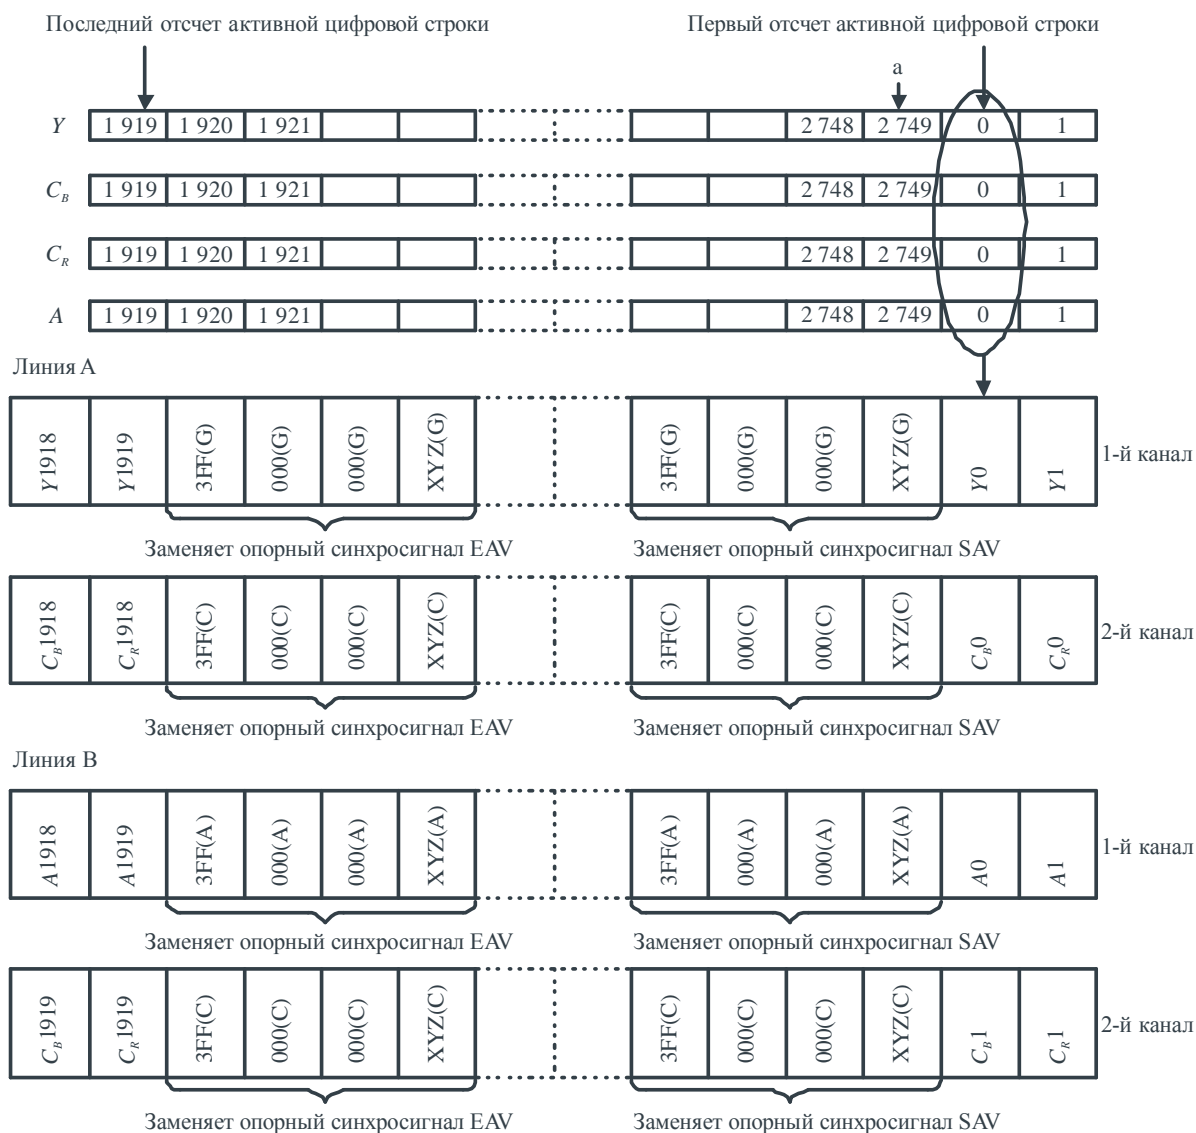 Последний отсчет активной цифровой строки
Первый отсчет активной цифровой строки
a
Y 1 919 1 920 1 921 2 748 2 749 0 1
C_B 1 919 1 920 1 921 2 748 2 749 0 1
C_R 1 919 1 920 1 921 2 748 2 749 0 1
A 1 919 1 920 1 921 2 748 2 749 0 1
Линия A
Y1918 Y1919 3FF(G) 000(G) 000(G) XYZ(G) 3FF(G) 000(G) 000(G) XYZ(G) Y0 Y1 1-й канал
Заменяет опорный синхросигнал EAV Заменяет опорный синхросигнал SAV
C_B1918 C_R1918 3FF(C) 000(C) 000(C) XYZ(C) 3FF(C) 000(C) 000(C) XYZ(C) C_B0 C_R0 2-й канал
Заменяет опорный синхросигнал EAV Заменяет опорный синхросигнал SAV
Линия B
A1918 A1919 3FF(A) 000(A) 000(A) XYZ(A) 3FF(A) 000(A) 000(A) XYZ(A) A0 A1 1-й канал
Заменяет опорный синхросигнал EAV Заменяет опорный синхросигнал SAV
C_B1919 C_R1919 3FF(C) 000(C) 000(C) XYZ(C) 3FF(C) 000(C) 000(C) XYZ(C) C_B1 C_R1 2-й канал
Заменяет опорный синхросигнал EAV Заменяет опорный синхросигнал SAV